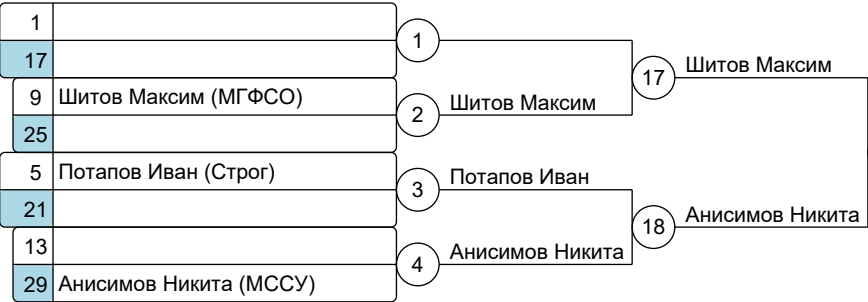 1
17
9 Шитов Максим (МГФСО)
25
5 Потапов Иван (Строг)
21
13
29 Анисимов Никита (МССУ)
1
2
3
4
Шитов Максим
Потапов Иван
Анисимов Никита
17
18
Шитов Максим
Анисимов Никита